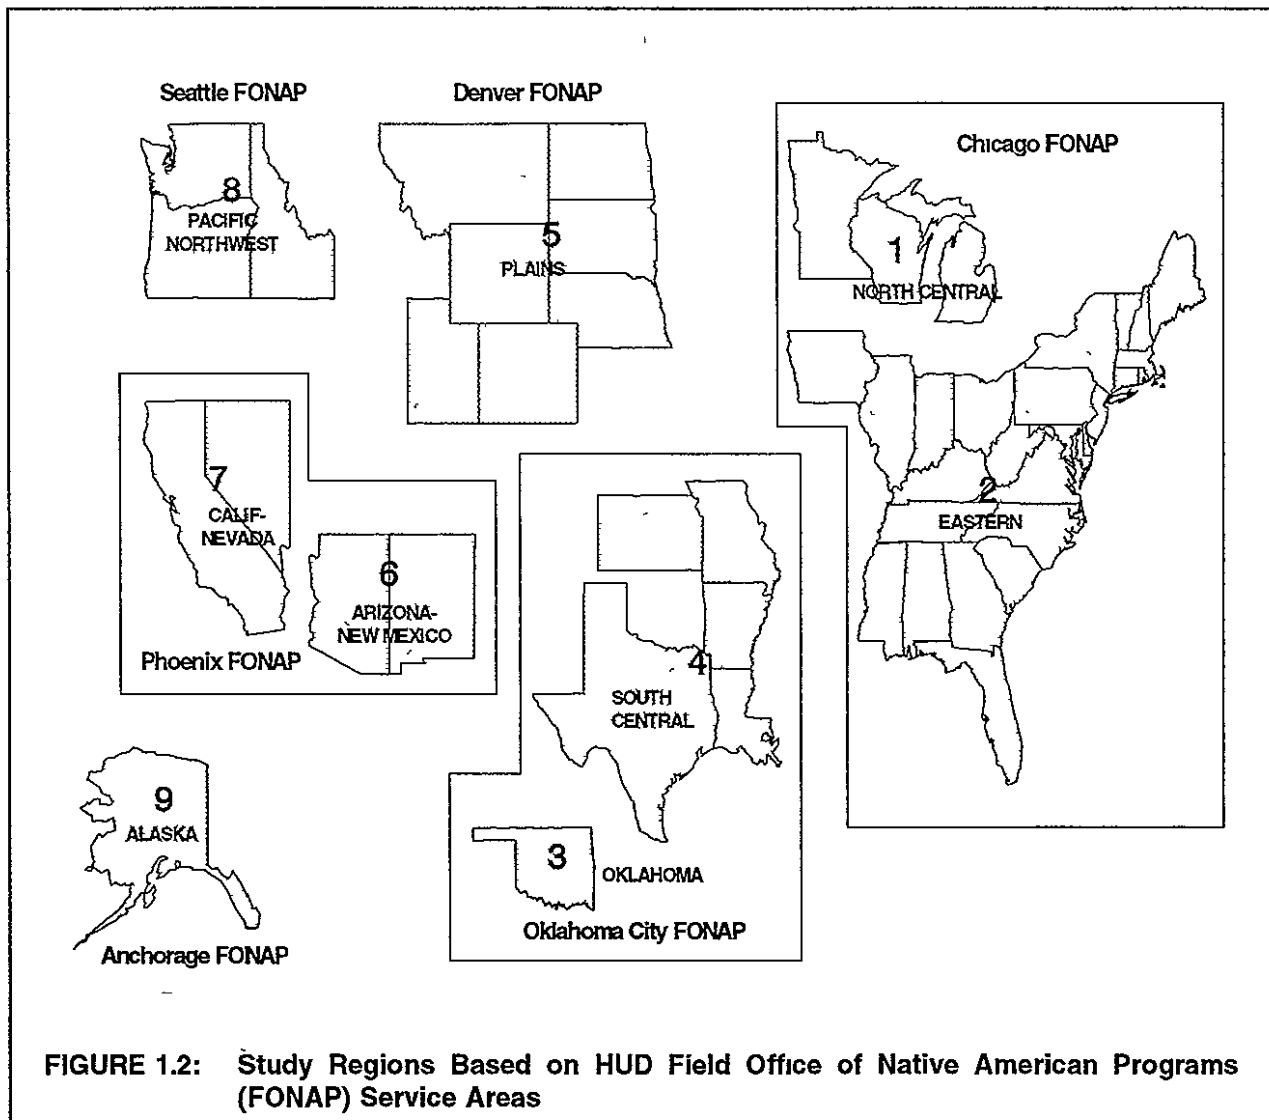 Seattle FONAP
Denver FONAP
Chicago FONAP
8
PACIFIC
NORTHWEST
5
PLAINS
1
NORTH CENTRAL
7
CALIF-
NEVADA
6
ARIZONA-
NEW MEXICO
Phoenix FONAP
2
EASTERN
4
SOUTH
CENTRAL
9
ALASKA
3
OKLAHOMA
Oklahoma City FONAP
Anchorage FONAP
FIGURE 1.2: Study Regions Based on HUD Field Office of Native American Programs
(FONAP) Service Areas